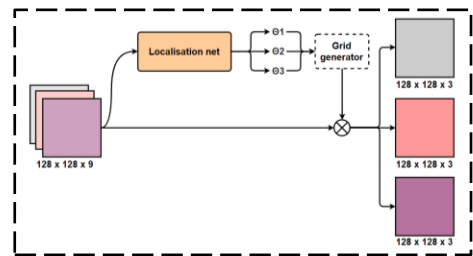 Localisation net
Θ1
Θ2
Θ3
Grid
generator
128 x 128 x 9
128 x 128 x 3
128 x 128 x 3
128 x 128 x 3